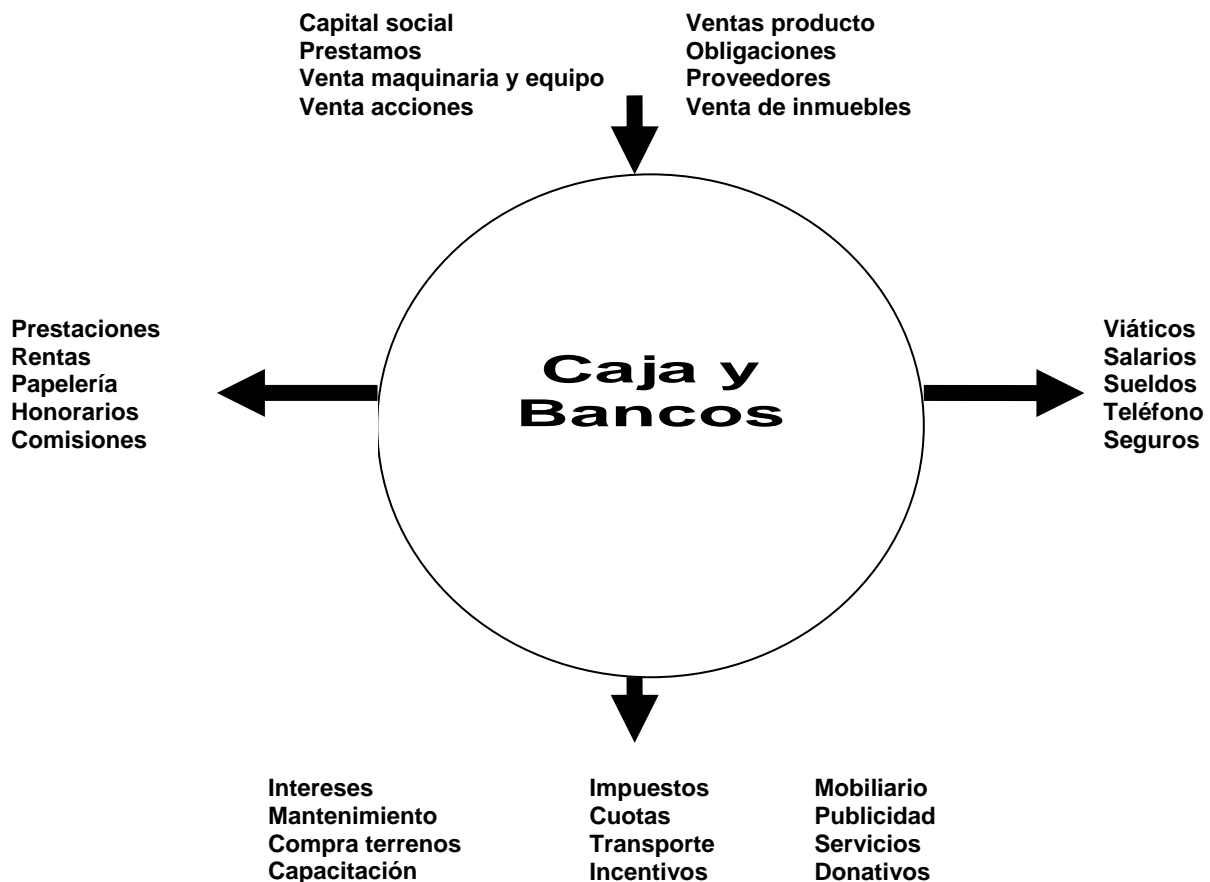 Capital social
Prestamos
Venta maquinaria y equipo
Venta acciones
Ventas producto
Obligaciones
Proveedores
Venta de inmuebles
Prestaciones
Rentas
Papelería
Honorarios
Comisiones
Caja y
Bancos
Viáticos
Salarios
Sueldos
Teléfono
Seguros
Intereses
Mantenimiento
Compra terrenos
Capacitación
Impuestos
Cuotas
Transporte
Incentivos
Mobiliario
Publicidad
Servicios
Donativos